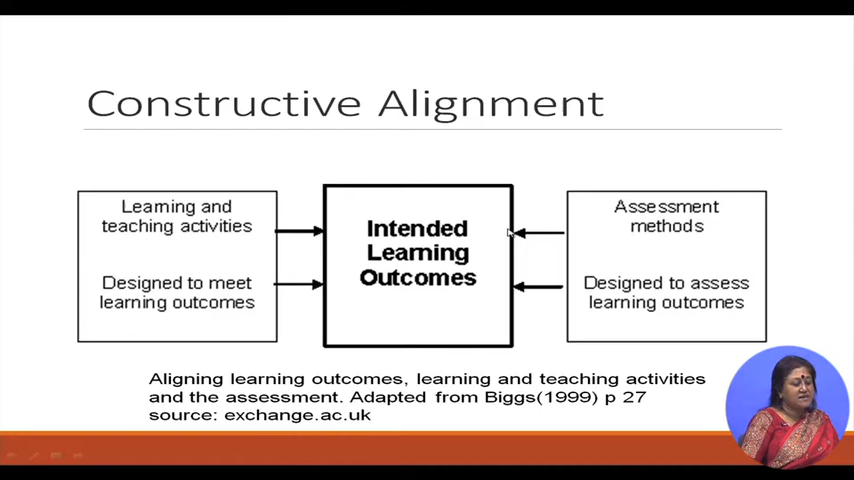 Constructive Alignment
Learning and
teaching activities
Designed to meet
learning outcomes
Intended
Learning
Outcomes
Assessment
methods
Designed to assess
learning outcomes
Aligning learning outcomes, learning and teaching activities
and the assessment. Adapted from Biggs(1999) p 27
source: exchange.ac.uk